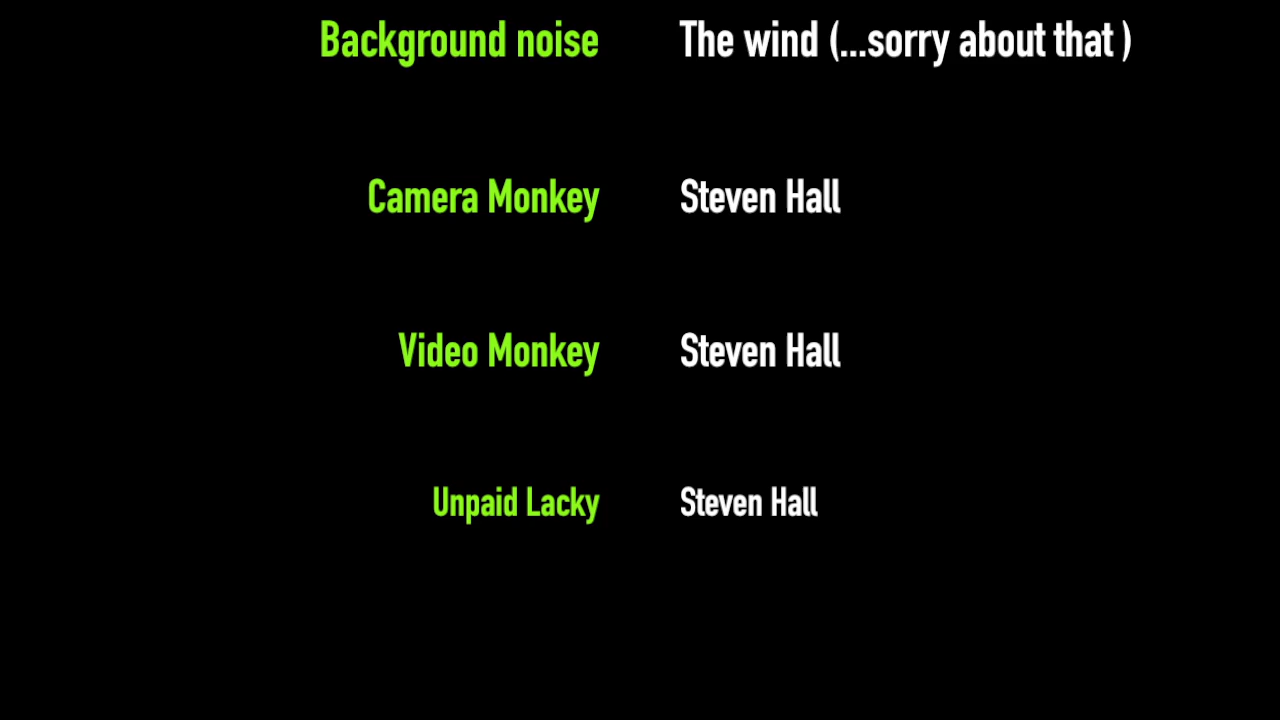 Background noise The wind (...sorry about that )
Camera Monkey Steven Hall
Video Monkey Steven Hall
Unpaid Lacky Steven Hall